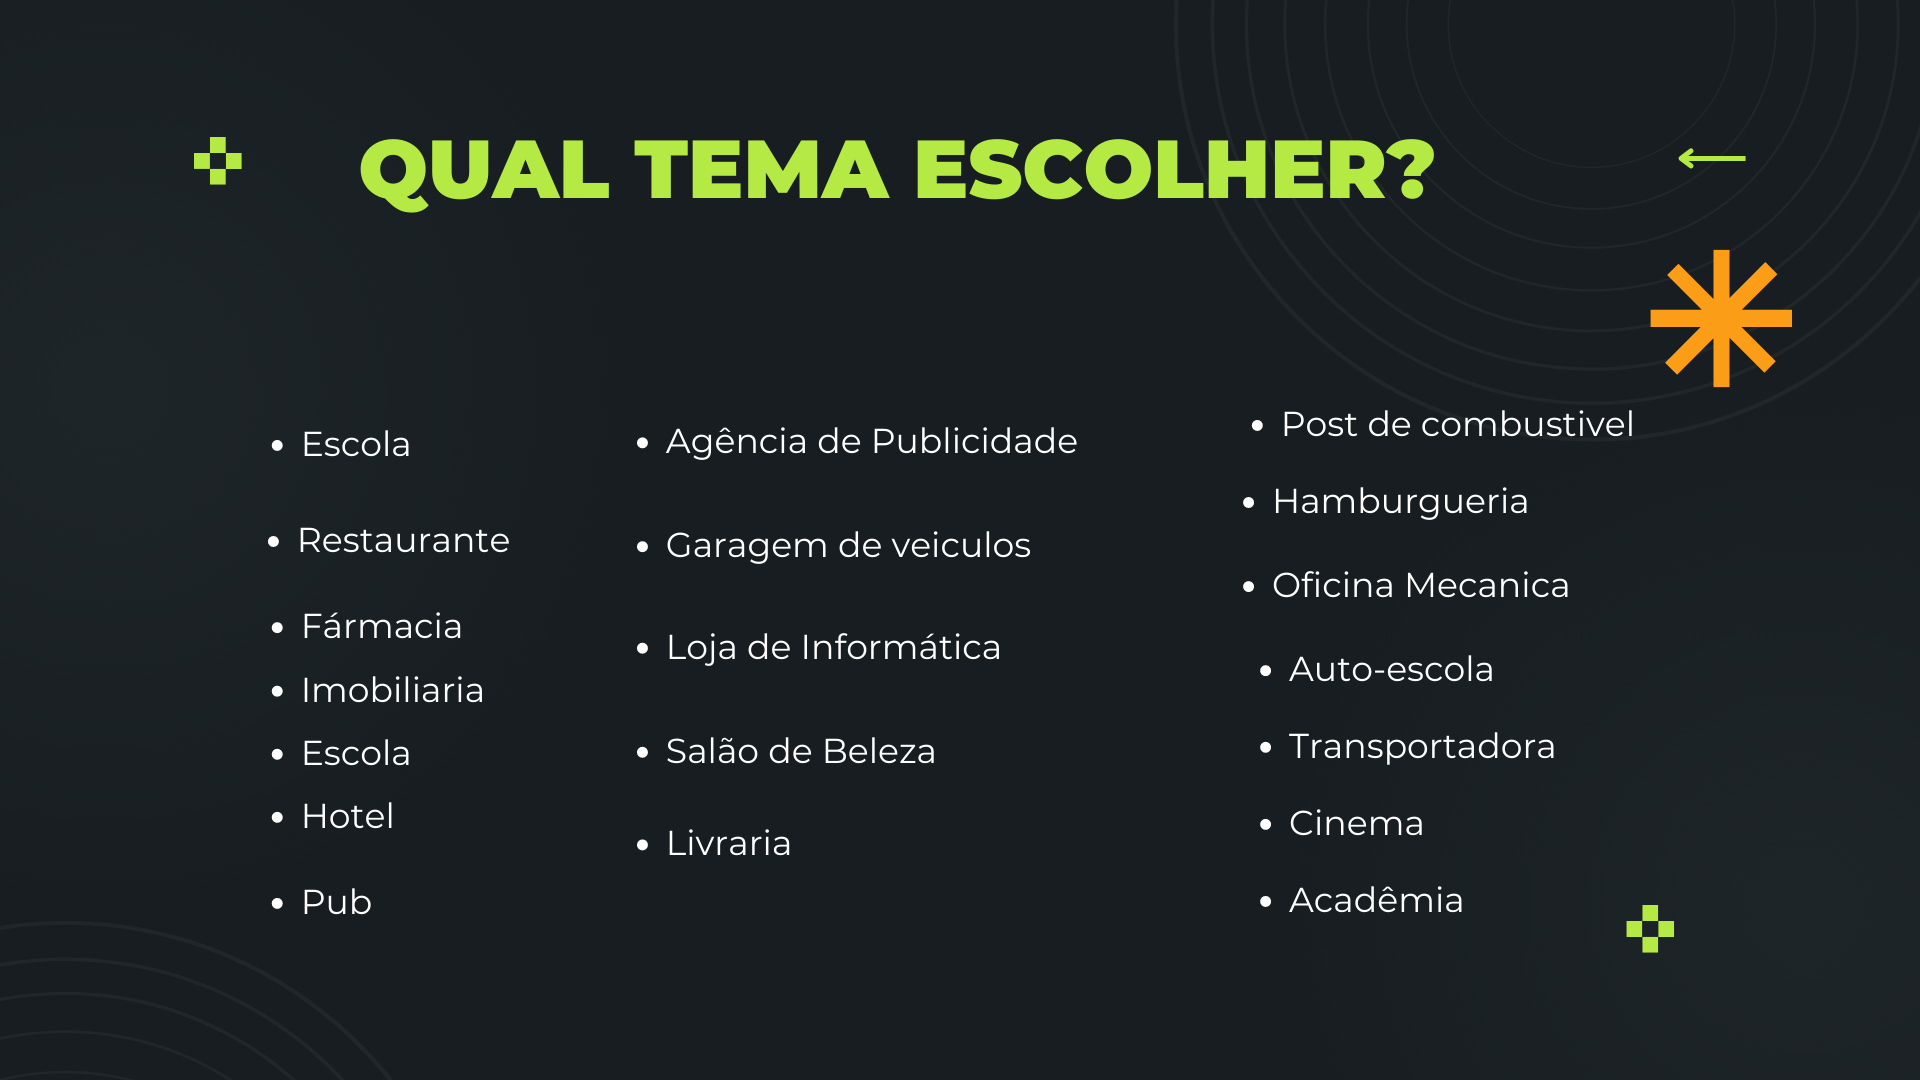 QUAL TEMA ESCOLHER?
Escola
Restaurante
Fármacia
Imobiliaria
Escola
Hotel
Pub
Agência de Publicidade
Garagem de veiculos
Loja de Informática
Salão de Beleza
Livraria
Post de combustivel
Hamburgueria
Oficina Mecanica
Auto-escola
Transportadora
Cinema
Acadêmia